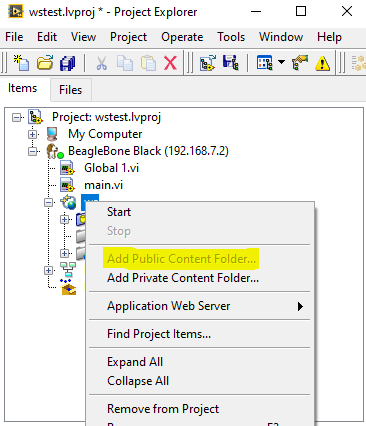 wstest.lvproj * - Project Explorer
File Edit View Project Operate Tools Window Help
Items Files
Project: wstest.lvproj
My Computer
BeagleBone Black (192.168.7.2)
Global 1.vi
main.vi
Start
Stop
Add Public Content Folder...
Add Private Content Folder...
Application Web Server
Find Project Items...
Expand All
Collapse All
Remove from Project